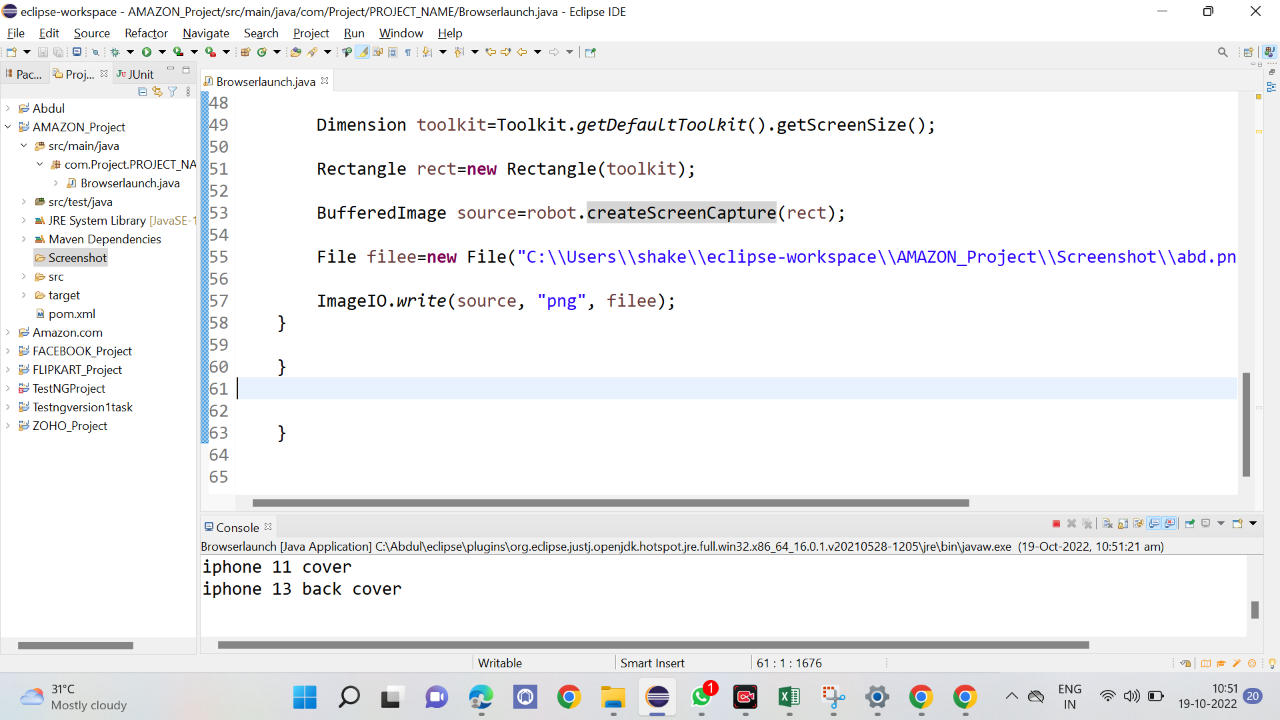 eclipse-workspace - AMAZON_Project/src/main/java/com/Project/PROJECT_NAME/Browserlaunch.java - Eclipse IDE
File Edit Source Refactor Navigate Search Project Run Window Help
Pac... Proj... JUnit
Abdul
AMAZON_Project
src/main/java
com.Project.PROJECT_NA
Browserlaunch.java
src/test/java
JRE System Library [JavaSE-1
Maven Dependencies
Screenshot
src
target
pom.xml
Amazon.com
FACEBOOK_Project
FLIPKART_Project
TestNGProject
Testngversion1task
ZOHO_Project
Browserlaunch.java
48
49 Dimension toolkit=Toolkit.getDefaultToolkit().getScreenSize();
50
51 Rectangle rect=new Rectangle(toolkit);
52
53 BufferedImage source=robot.createScreenCapture(rect);
54
55 File filee=new File("C:\\Users\\shake\\eclipse-workspace\\AMAZON_Project\\Screenshot\\abd.pn
56
57 ImageIO.write(source, "png", filee);
58 }
59
60 }
61
62
63 }
64
65
Console
Browserlaunch [Java Application] C:\Abdul\eclipse\plugins\org.eclipse.justj.openjdk.hotspot.jre.full.win32.x86_64_16.0.1.v20210528-1205\jre\bin\javaw.exe (19-Oct-2022, 10:51:21 am)
iphone 11 cover
iphone 13 back cover
Writable Smart Insert 61 : 1 : 1676
31°C
Mostly cloudy
1
ENG
IN
10:51
19-10-2022
20